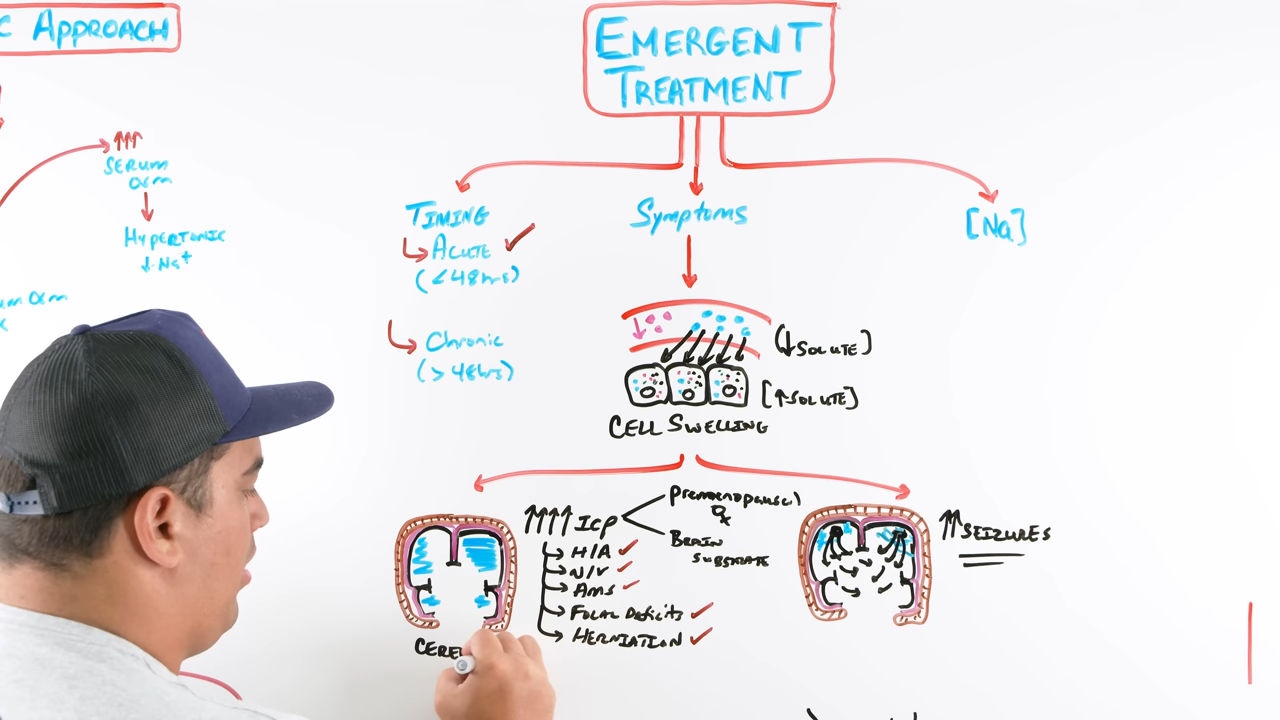 C APPROACH
↑↑↑
SERUM
OSM
HYPERTONIC
↓ Na+
EMERGENT
TREATMENT
TIMING
ACUTE ✓
(<48hrs)
Chronic
(>48hrs)
Symptoms
[Na]
(↓SOLUTE)
[↑SOLUTE]
CELL SWELLING
↑↑↑↑ ICP
Premenopausal
BRAIN
SUBSTRATE
H/A ✓
N/V ✓
AMS ✓
FOCAL DEFICITS ✓
HERNIATION ✓
CERE
↑↑SEIZURES